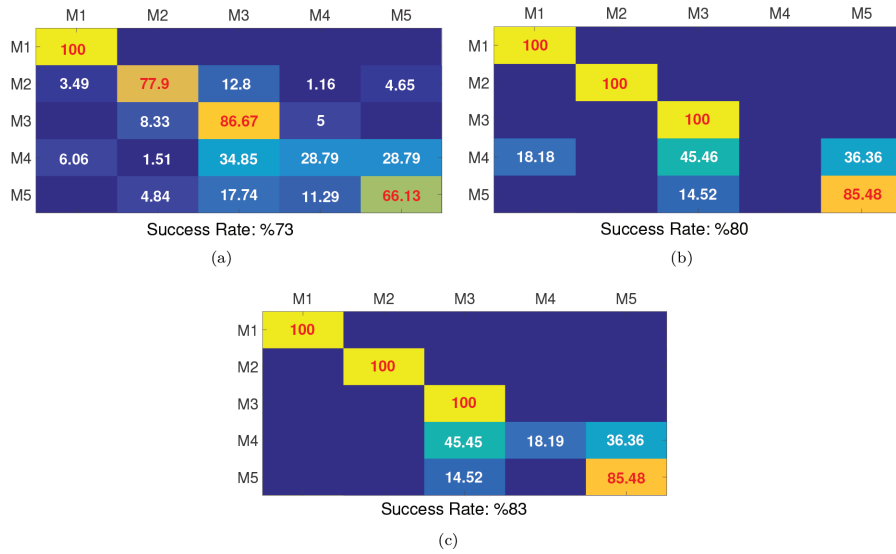 M1 M2 M3 M4 M5
M1 100
M2 3.49 77.9 12.8 1.16 4.65
M3 8.33 86.67 5
M4 6.06 1.51 34.85 28.79 28.79
M5 4.84 17.74 11.29 66.13
Success Rate: %73
(a)
M1 M2 M3 M4 M5
M1 100
M2 100
M3 100
M4 18.18 45.46 36.36
M5 14.52 85.48
Success Rate: %80
(b)
M1 M2 M3 M4 M5
M1 100
M2 100
M3 100
M4 45.45 18.19 36.36
M5 14.52 85.48
Success Rate: %83
(c)